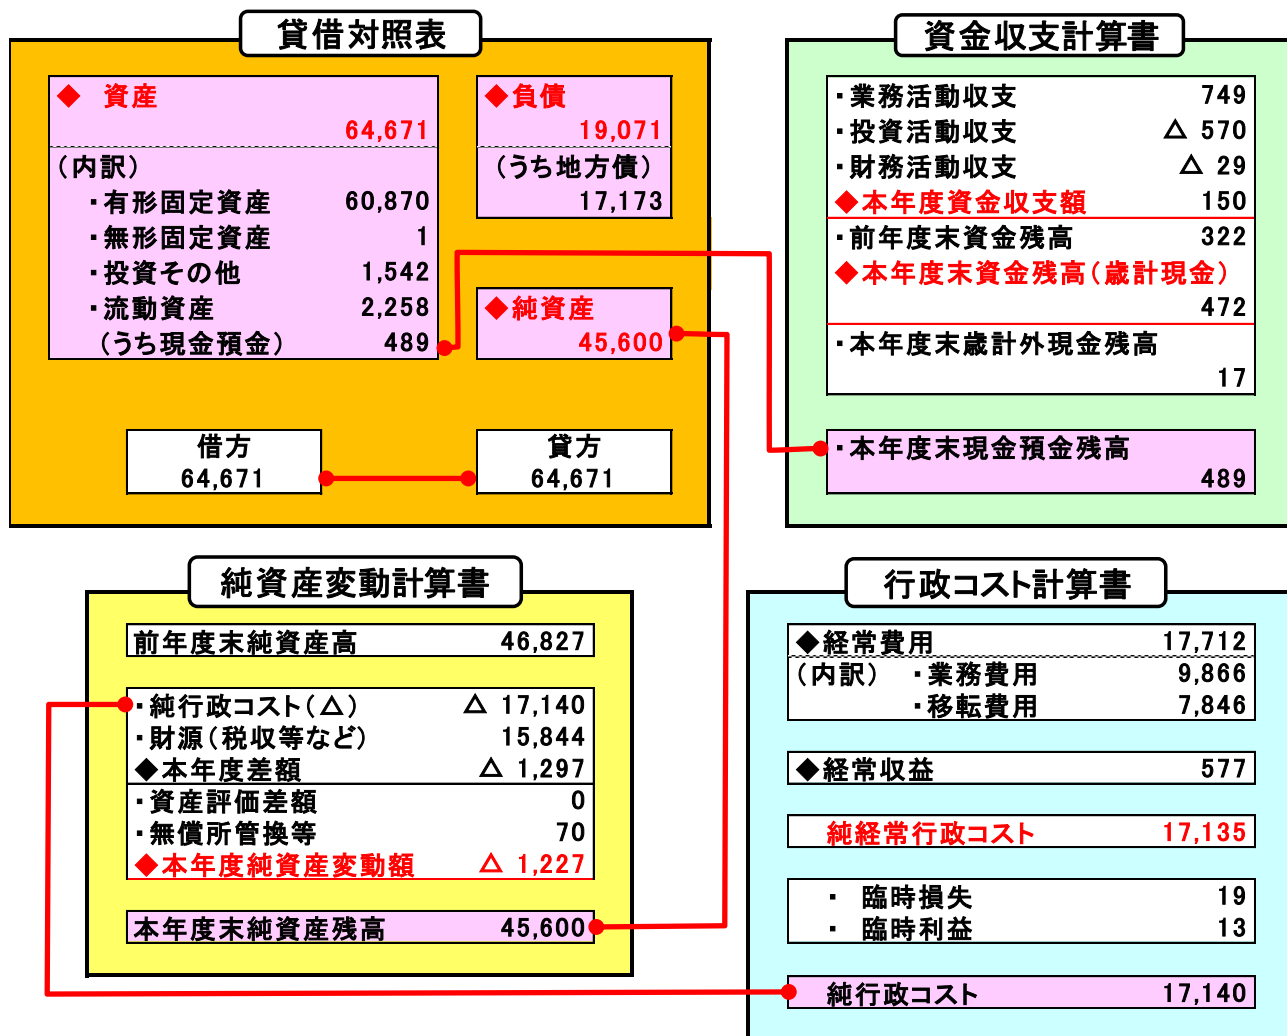 貸借対照表
◆ 資産
64,671
(内訳)
・有形固定資産 60,870
・無形固定資産 1
・投資その他 1,542
・流動資産 2,258
(うち現金預金) 489
◆負債
19,071
(うち地方債)
17,173
◆純資産
45,600
借方
64,671
貸方
64,671
資金収支計算書
・業務活動収支 749
・投資活動収支 △ 570
・財務活動収支 △ 29
◆本年度資金収支額 150
・前年度末資金残高 322
◆本年度末資金残高(歳計現金)
472
・本年度末歳計外現金残高
17
・本年度末現金預金残高
489
純資産変動計算書
前年度末純資産高 46,827
・純行政コスト(△) △ 17,140
・財源(税収等など) 15,844
◆本年度差額 △ 1,297
・資産評価差額 0
・無償所管換等 70
◆本年度純資産変動額 △ 1,227
本年度末純資産残高 45,600
行政コスト計算書
◆経常費用 17,712
(内訳) ・業務費用 9,866
・移転費用 7,846
◆経常収益 577
純経常行政コスト 17,135
・ 臨時損失 19
・ 臨時利益 13
純行政コスト 17,140